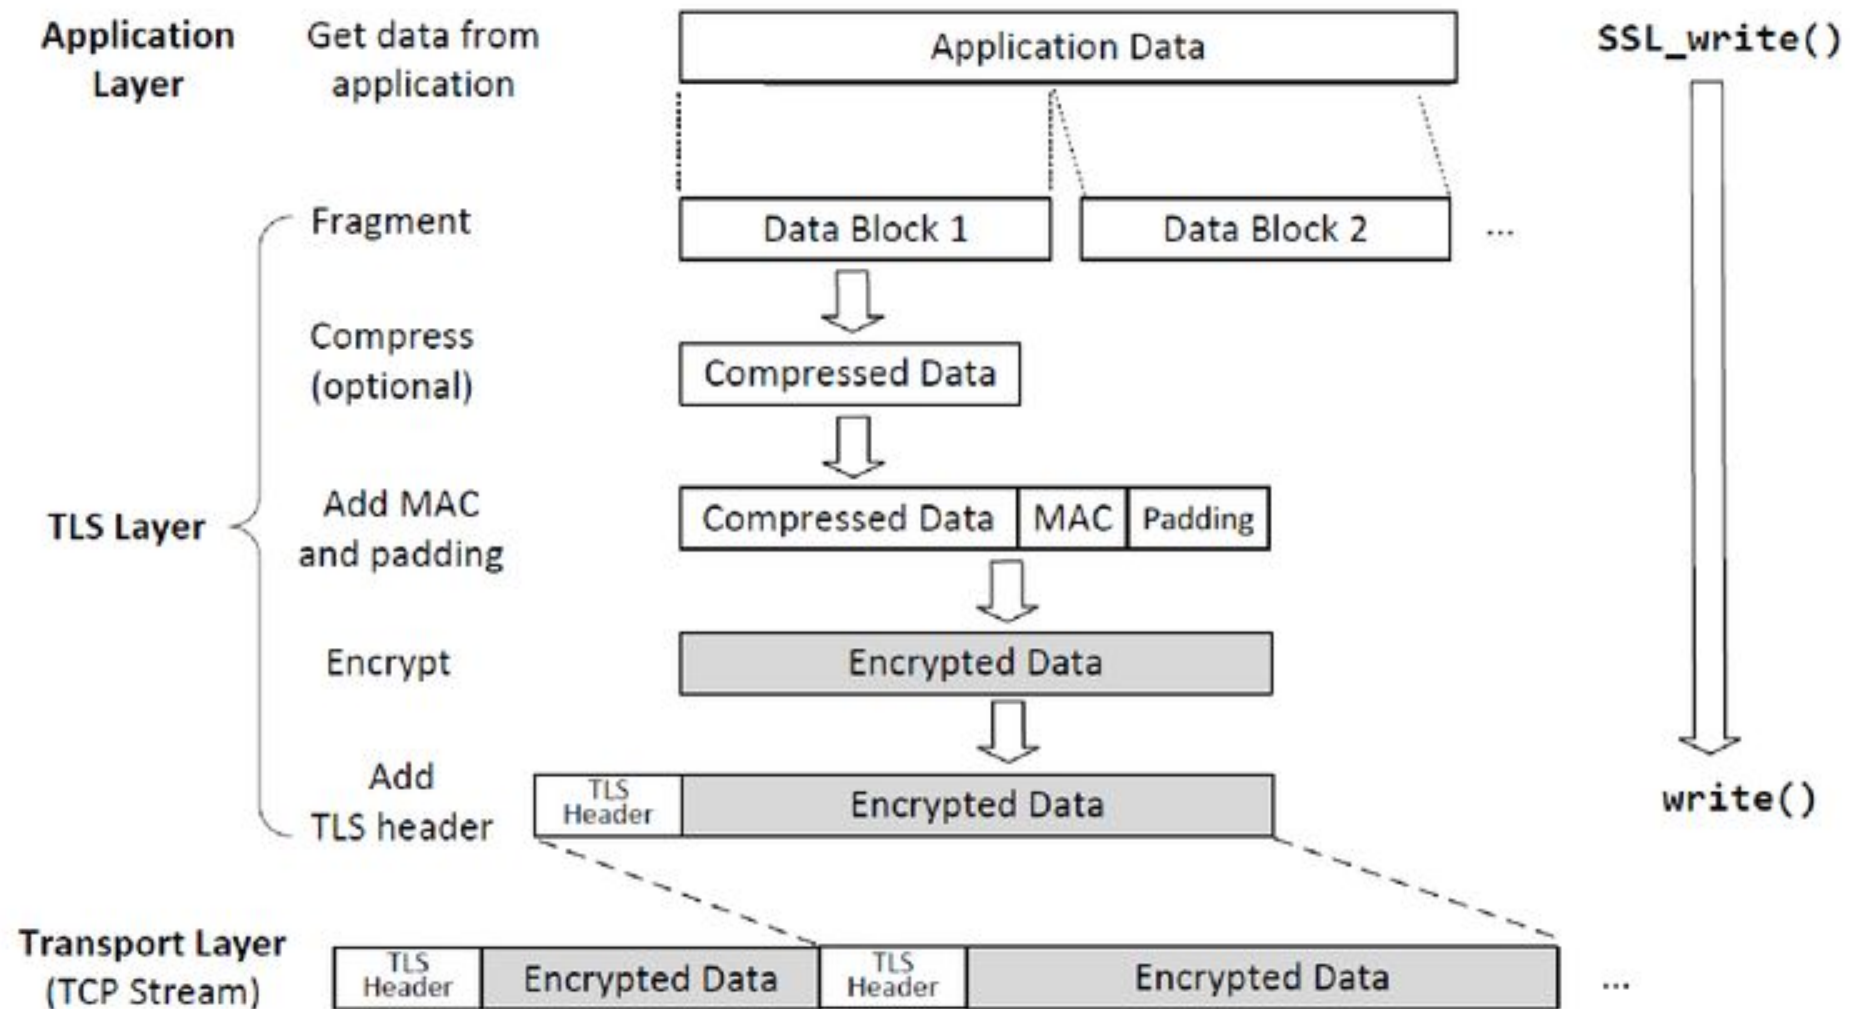 Application Layer
Get data from application
Application Data
SSL_write()
Fragment
Data Block 1
Data Block 2
...
Compress (optional)
Compressed Data
TLS Layer
Add MAC and padding
Compressed Data
MAC
Padding
Encrypt
Encrypted Data
Add TLS header
TLS Header
Encrypted Data
write()
Transport Layer (TCP Stream)
TLS Header
Encrypted Data
TLS Header
Encrypted Data
...